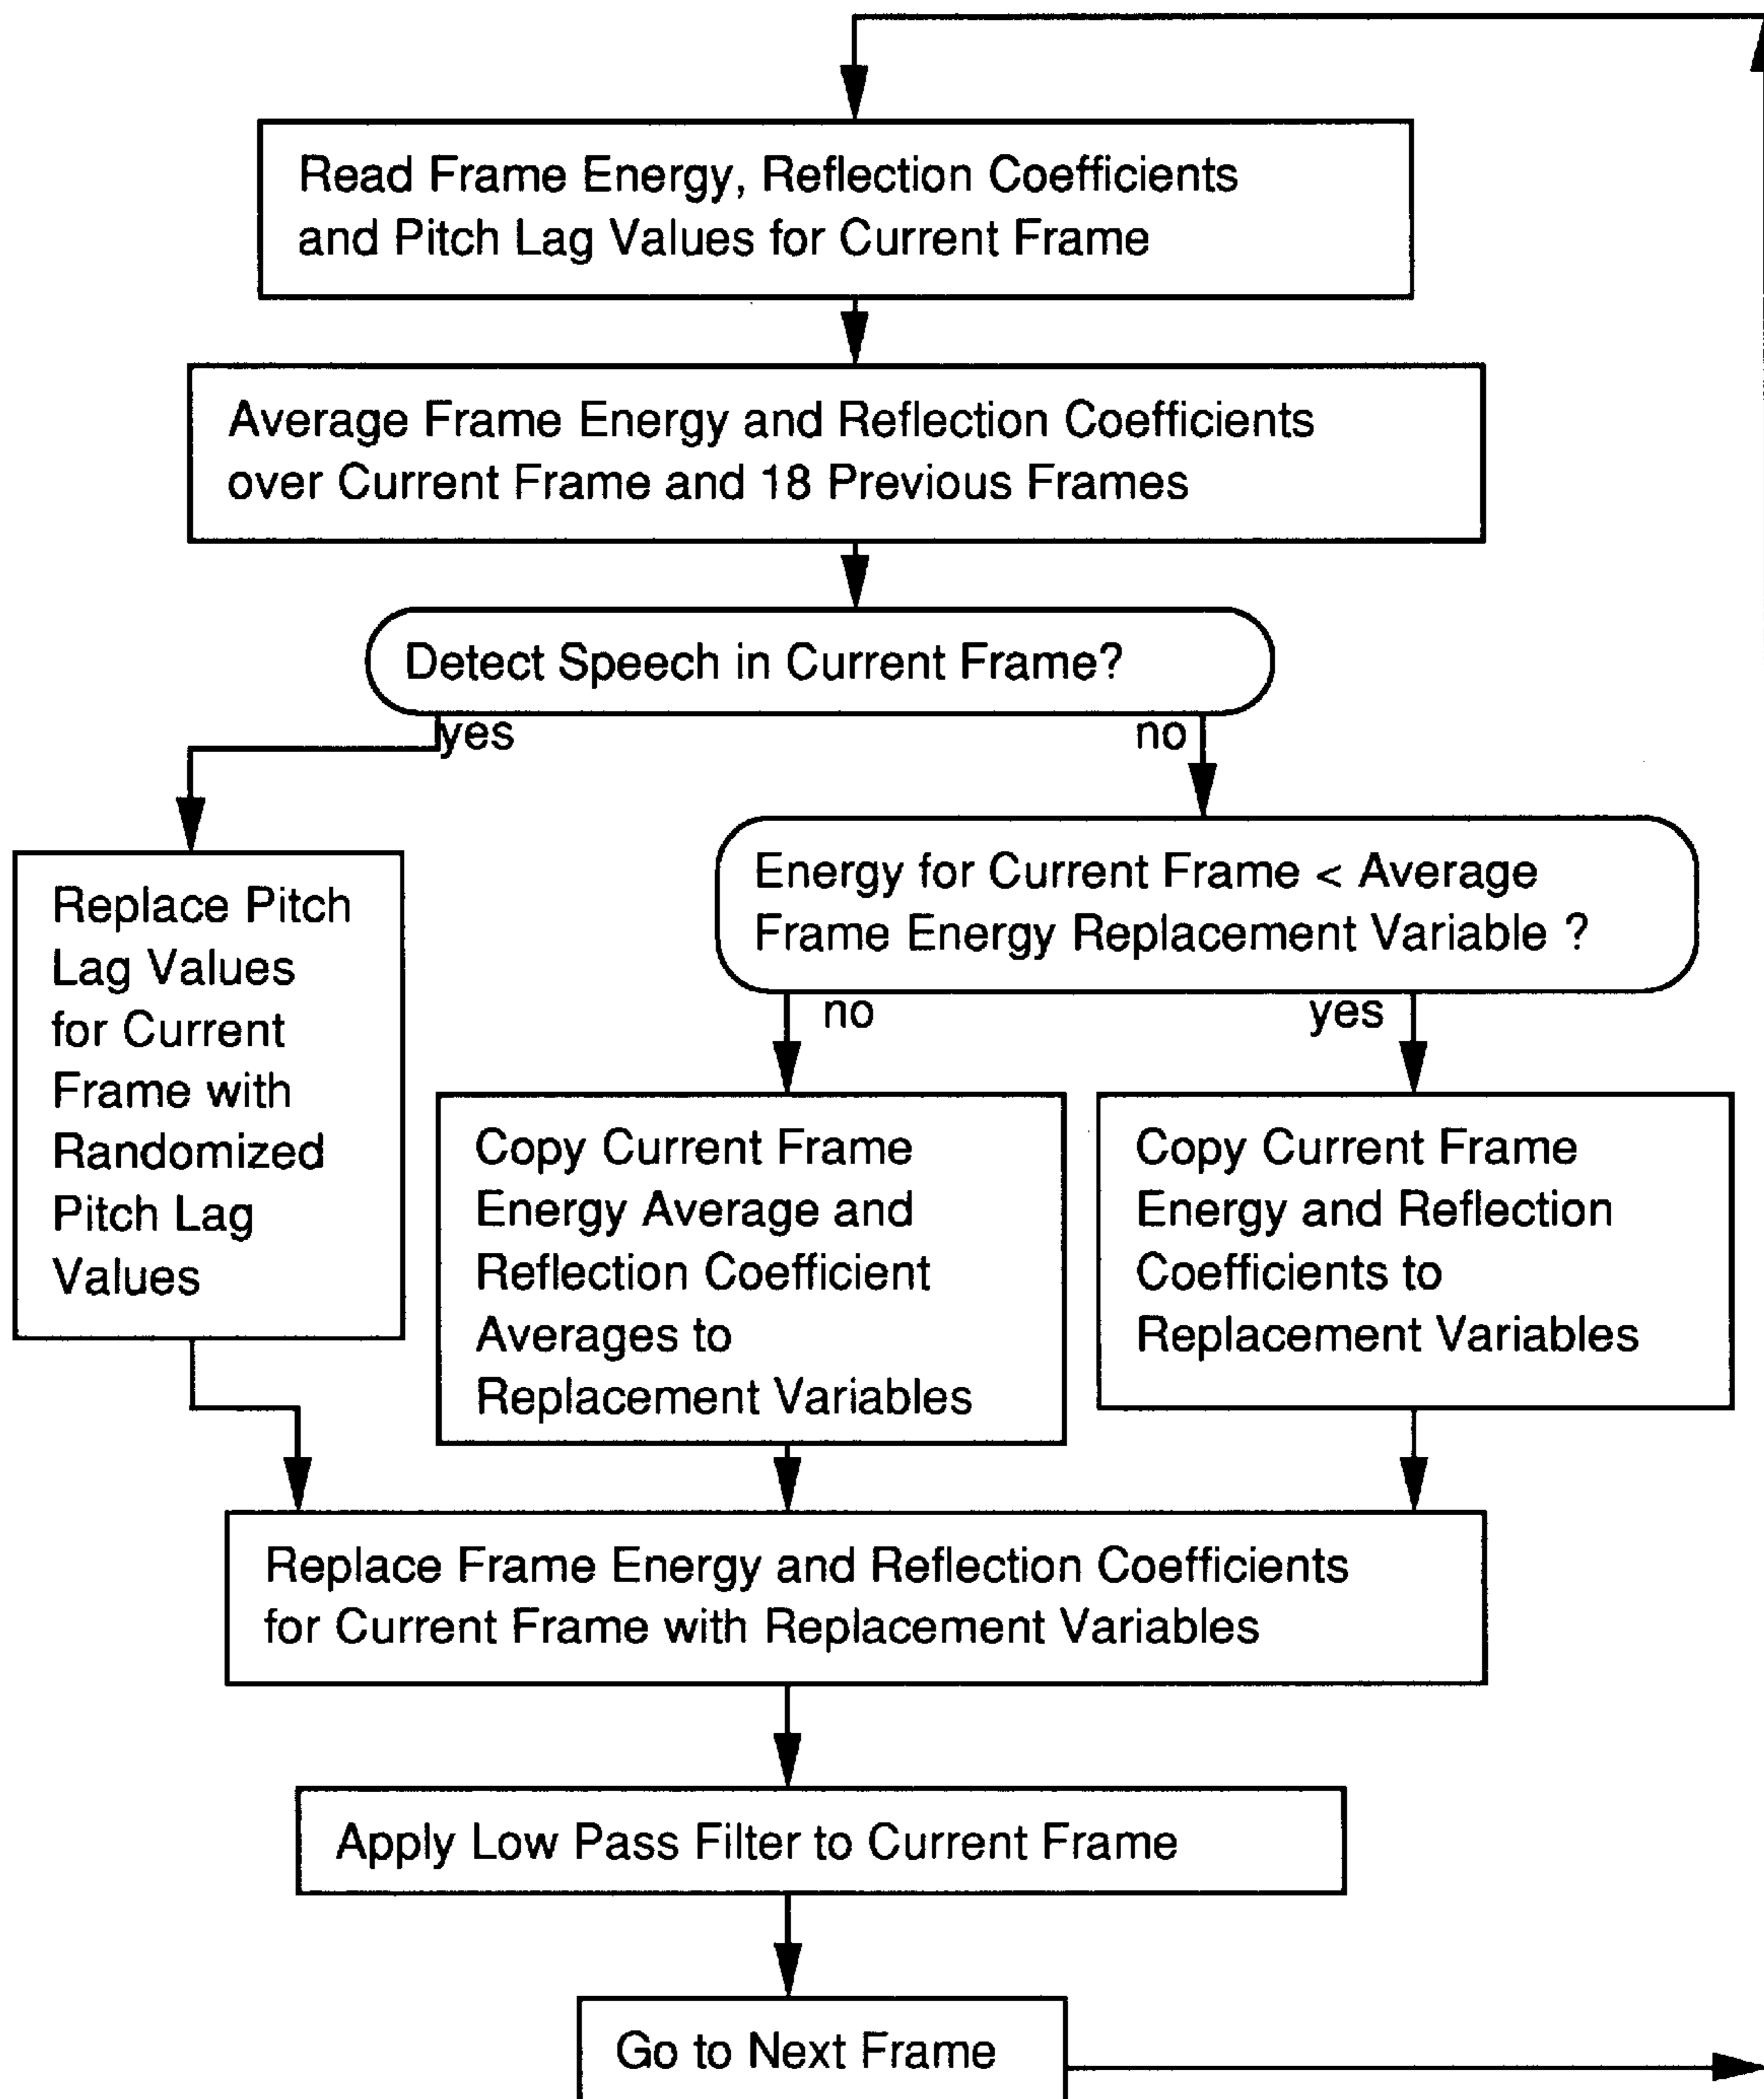 Read Frame Energy, Reflection Coefficients
and Pitch Lag Values for Current Frame
Average Frame Energy and Reflection Coefficients
over Current Frame and 18 Previous Frames
Detect Speech in Current Frame?
yes
no
Energy for Current Frame < Average
Frame Energy Replacement Variable ?
no
yes
Replace Pitch
Lag Values
for Current
Frame with
Randomized
Pitch Lag
Values
Copy Current Frame
Energy Average and
Reflection Coefficient
Averages to
Replacement Variables
Copy Current Frame
Energy and Reflection
Coefficients to
Replacement Variables
Replace Frame Energy and Reflection Coefficients
for Current Frame with Replacement Variables
Apply Low Pass Filter to Current Frame
Go to Next Frame